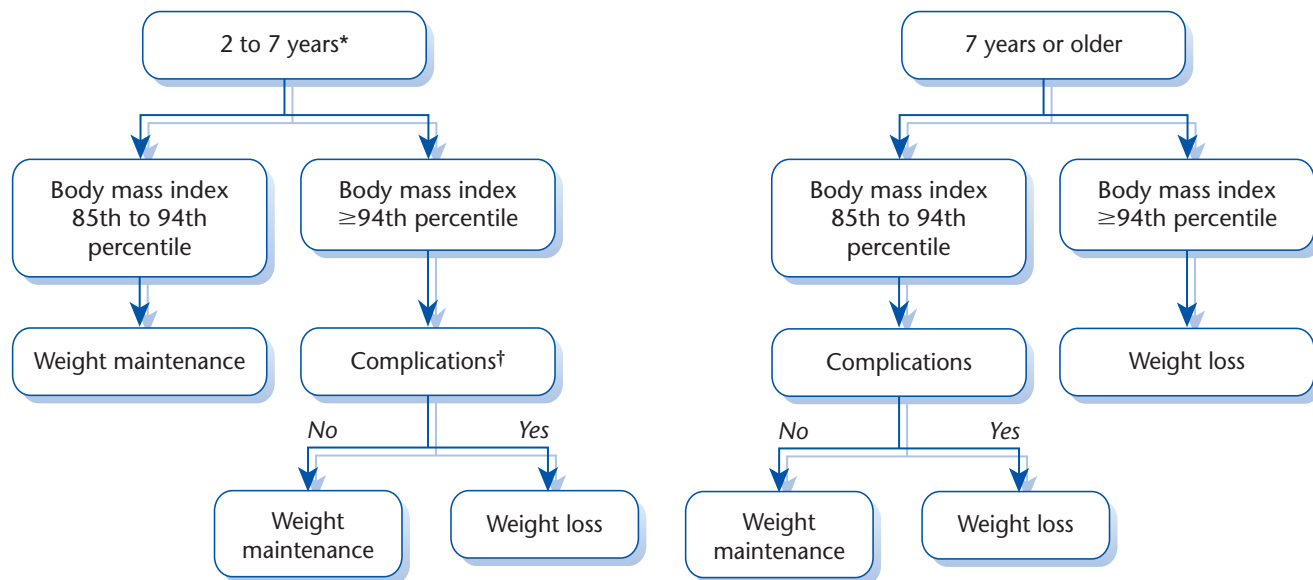 2 to 7 years*
Body mass index
85th to 94th
percentile
Body mass index
≥94th percentile
Weight maintenance
Complications†
No
Yes
Weight
maintenance
Weight loss
7 years or older
Body mass index
85th to 94th
percentile
Body mass index
≥94th percentile
Complications
Weight loss
No
Yes
Weight
maintenance
Weight loss